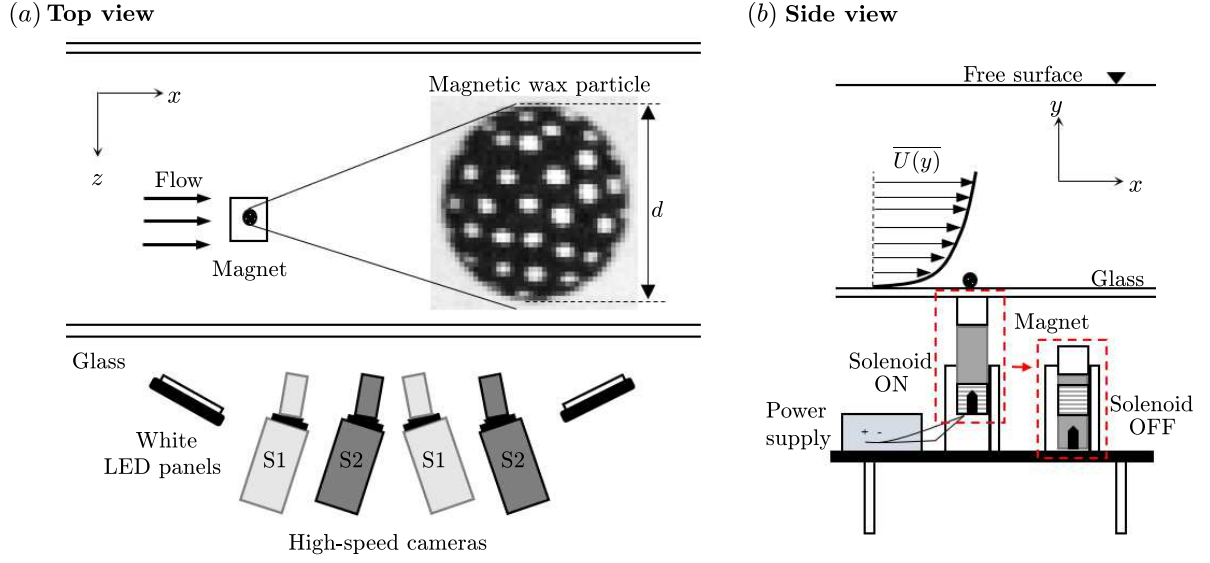 (a) Top view
Magnetic wax particle
x
z
Flow
d
Magnet
Glass
White
LED panels
S1
S2
S1
S2
High-speed cameras
(b) Side view
Free surface
y
U(y)
x
Glass
Magnet
Solenoid
ON
Power
supply
+ -
Solenoid
OFF